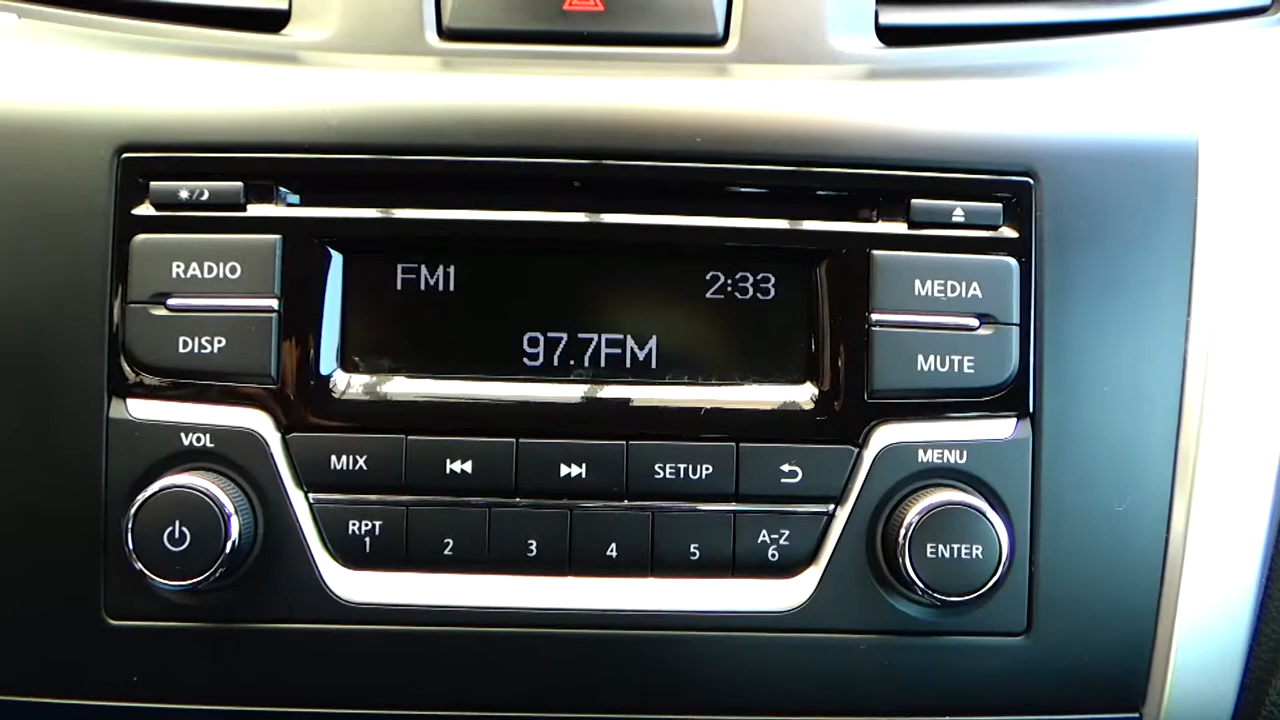 RADIO
DISP
FM1 2:33
97.7FM
MEDIA
MUTE
VOL
MIX
SETUP
MENU
RPT
1 2 3 4 5
A-Z
6
ENTER